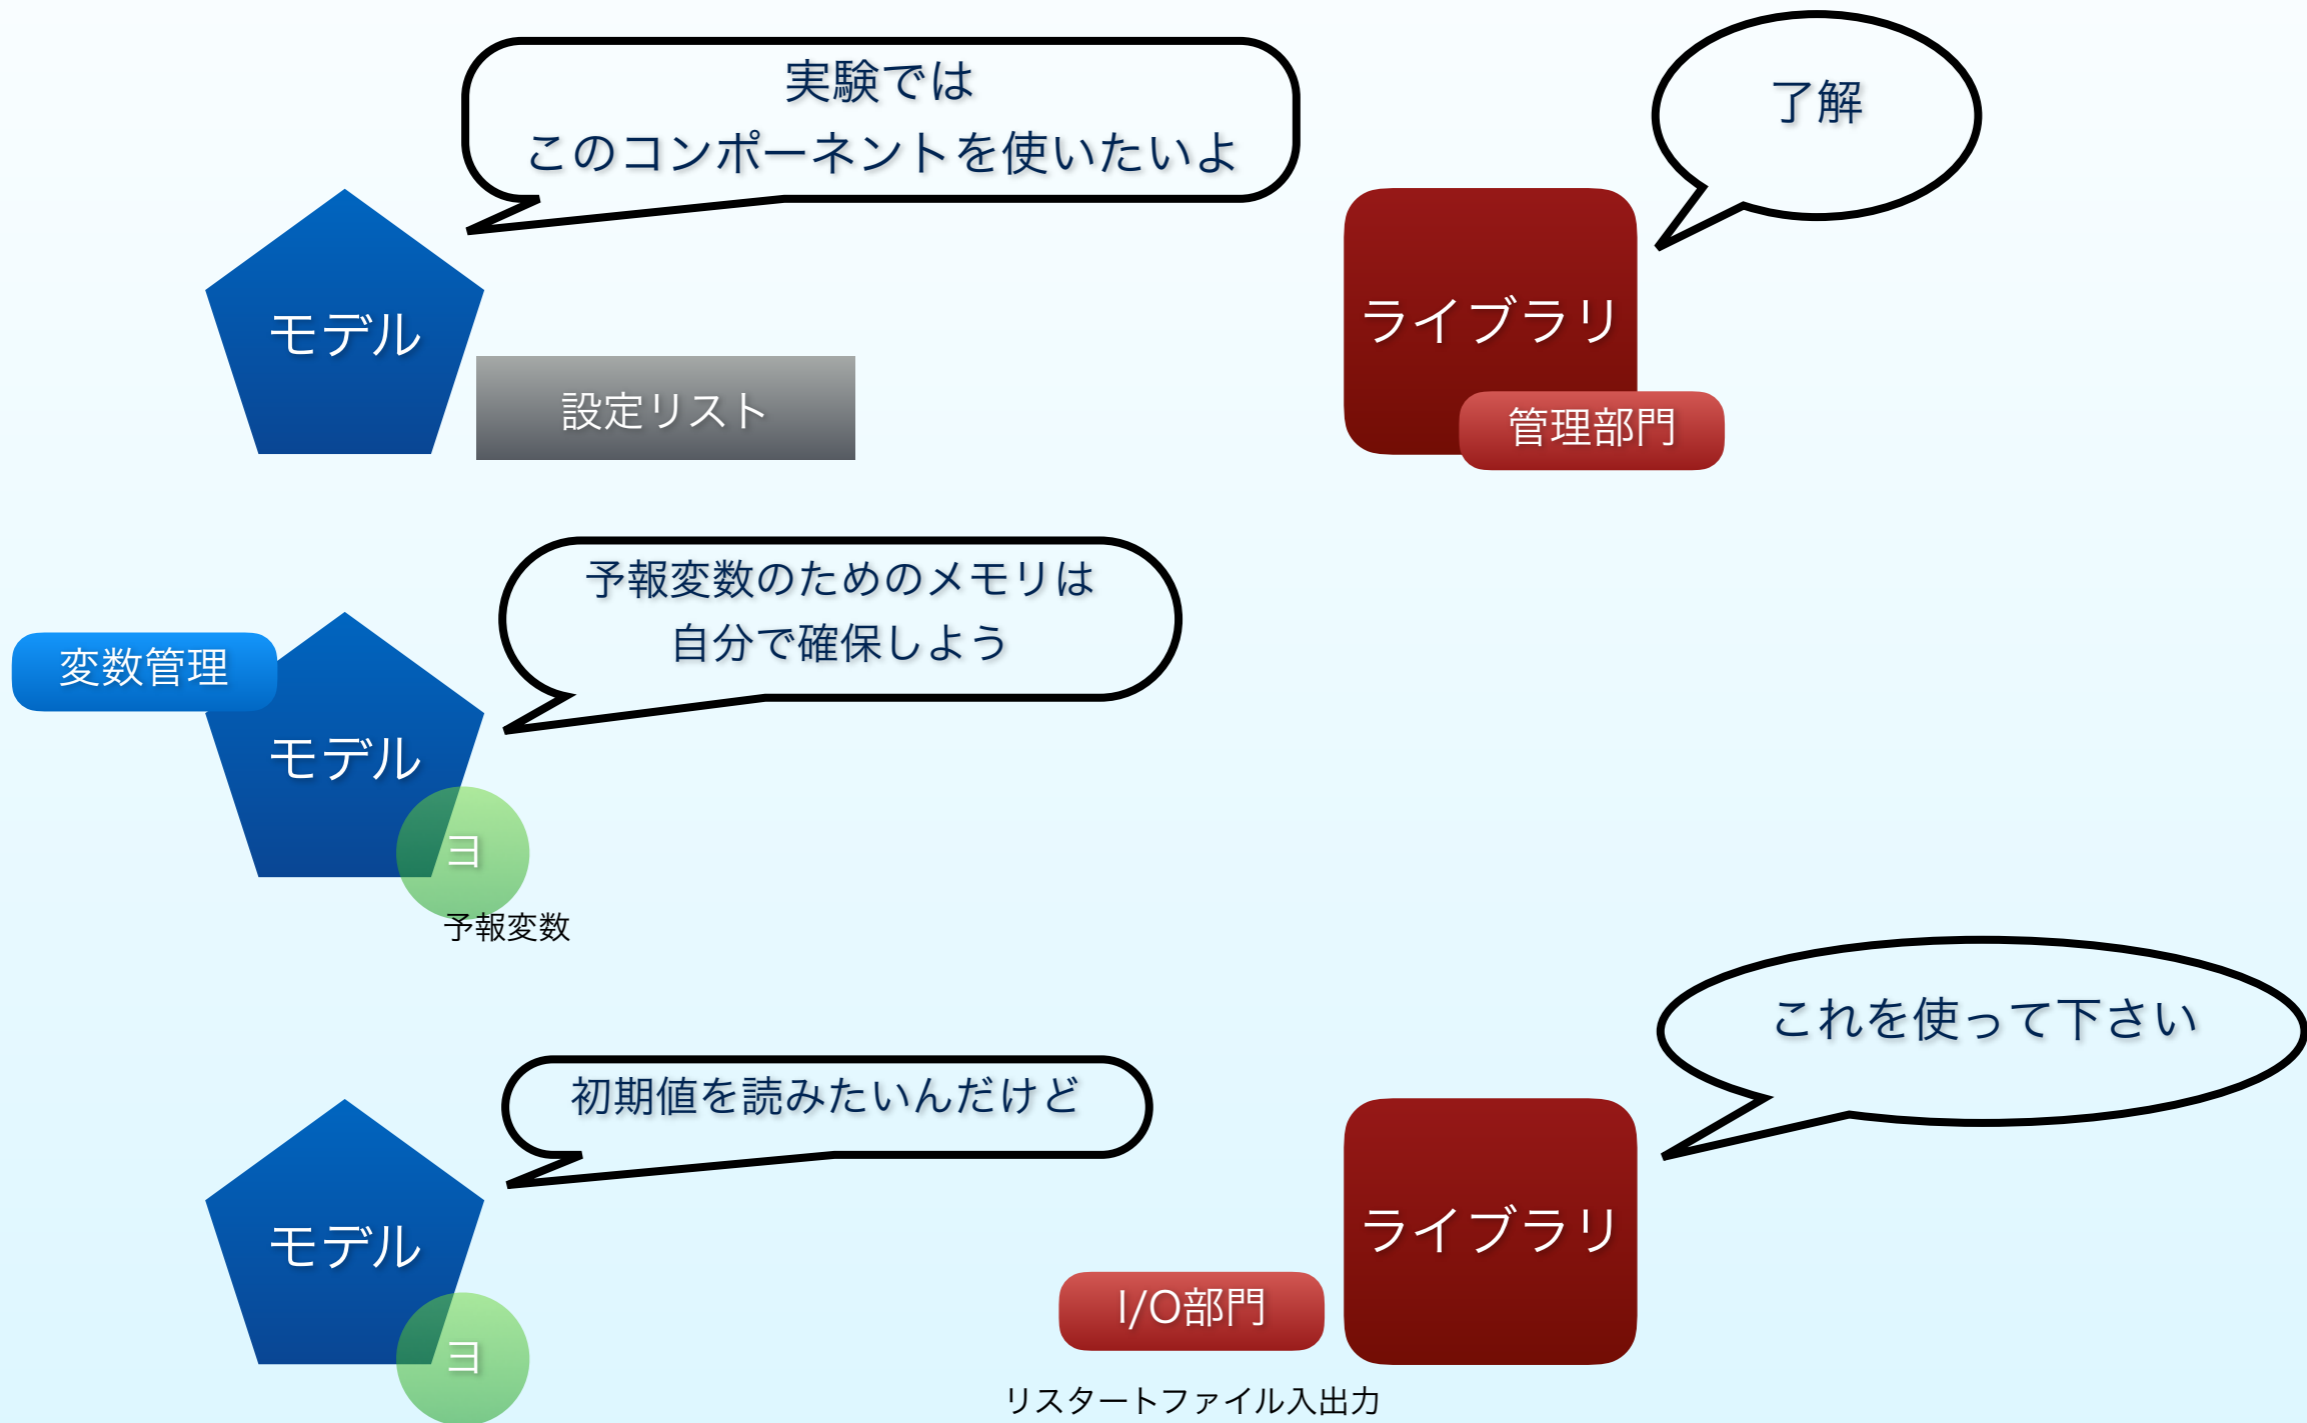 実験では
このコンポーネントを使いたいよ
了解
モデル
ライブラリ
設定リスト
管理部門
予報変数のためのメモリは
自分で確保しよう
変数管理
モデル
ヨ
予報変数
これを使って下さい
初期値を読みたいんだけど
モデル
ライブラリ
I/O部門
ヨ
リスタートファイル入出力